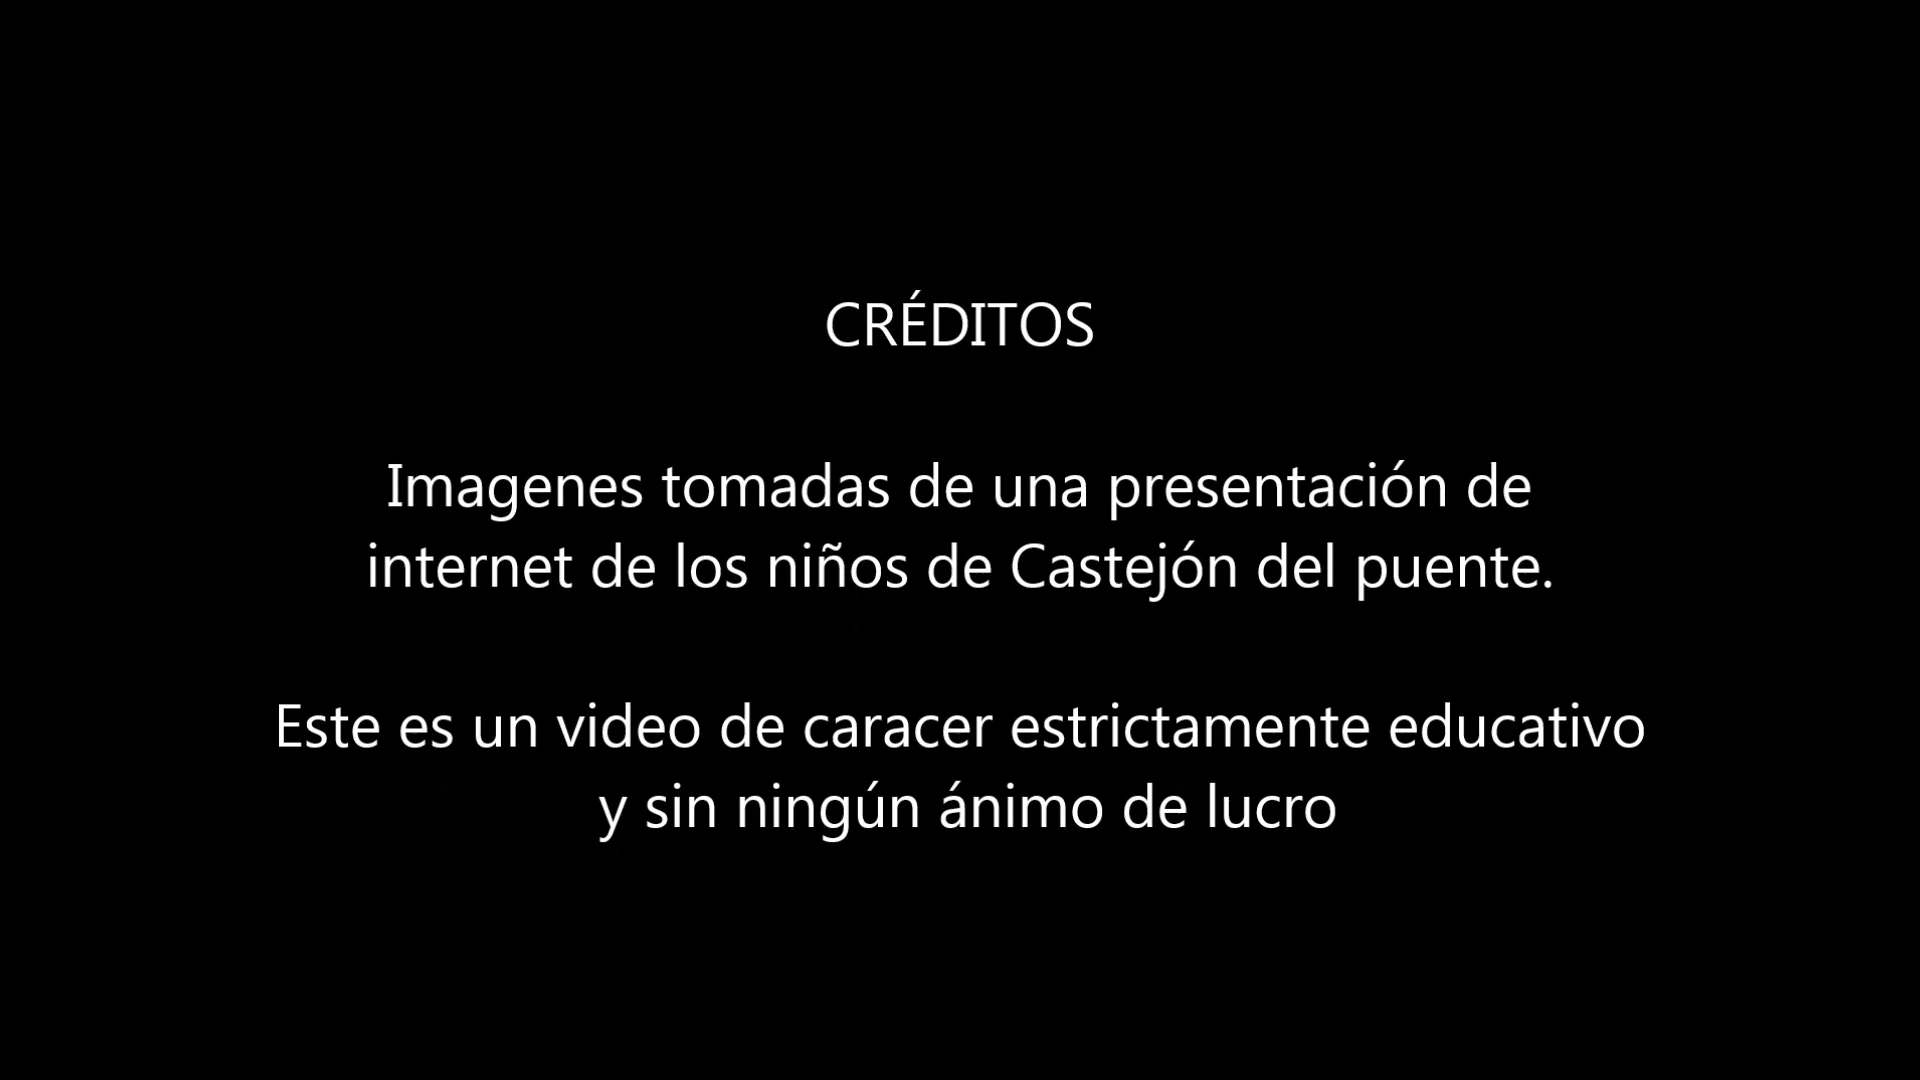 CRÉDITOS
Imagenes tomadas de una presentación de
internet de los niños de Castejón del puente.
Este es un video de caracer estrictamente educativo
y sin ningún ánimo de lucro